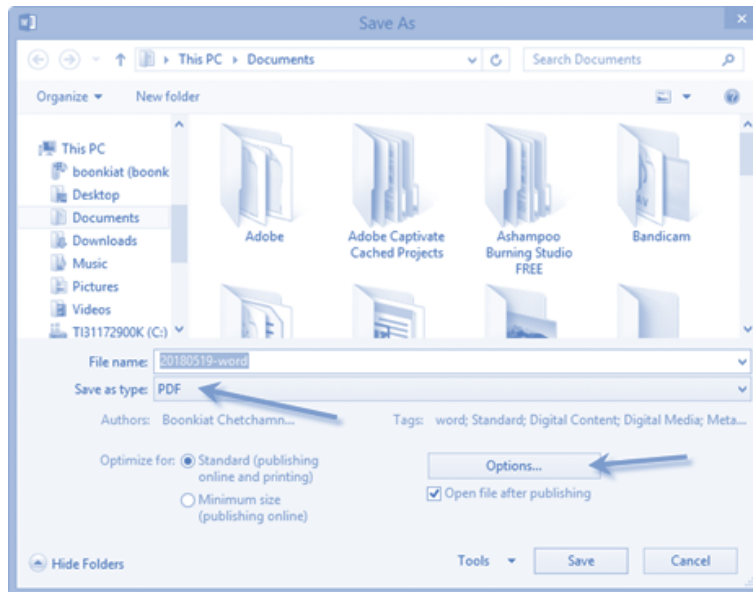 Save As
This PC
Documents
Search Documents
Organize
New folder
This PC
boonkiat (boonk
Desktop
Documents
Downloads
Music
Pictures
Videos
TI31172900K (C:)
Adobe
Adobe Captivate
Cached Projects
Ashampoo
Burning Studio
FREE
Bandicam
File name: 20180519-word
Save as type: PDF
Authors: Boonkiat Chetchamn...
Tags: word; Standard; Digital Content; Digital Media; Meta...
Optimize for: Standard (publishing
online and printing)
Minimum size
(publishing online)
Options...
Open file after publishing
Hide Folders
Tools
Save
Cancel